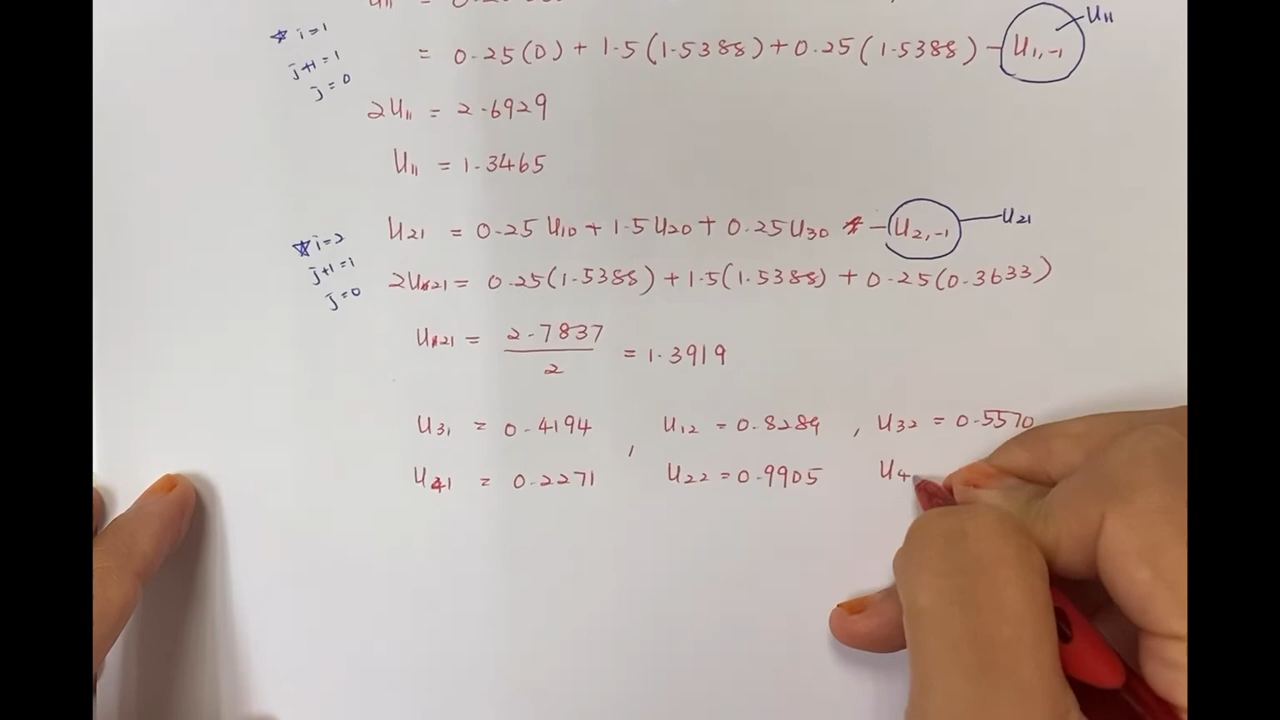 ☆ i=1
U11
= 0.25(0) + 1.5(1.5388) + 0.25(1.5388) - U1,-1
j+1=1
j=0
2U11 = 2.6929
U11 = 1.3465
☆ i=2
U21 = 0.25 U10 + 1.5 U20 + 0.25 U30 - U2,-1
U21
j+1=1
2U21 = 0.25(1.5388) + 1.5(1.5388) + 0.25(0.3633)
j=0
U21 = 2.7837
2
= 1.3919
U31 = 0.4194 , U12 = 0.8289 , U32 = 0.5570
U41 = 0.2271 U22 = 0.9905 U4